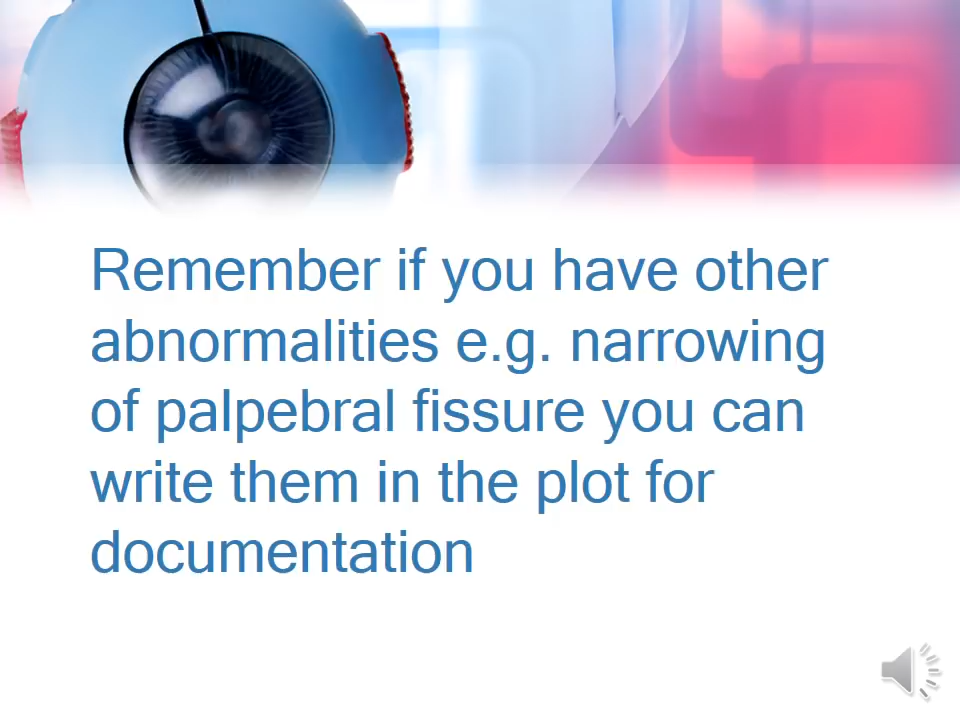 Remember if you have other
abnormalities e.g. narrowing
of palpebral fissure you can
write them in the plot for
documentation